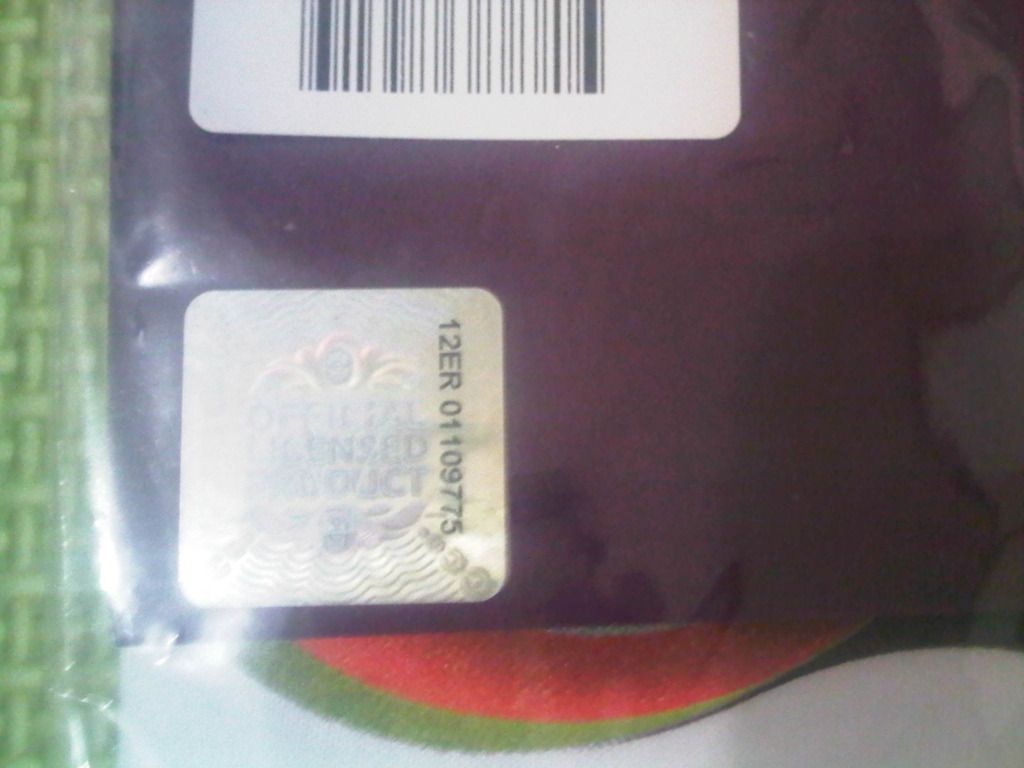 OFFICIAL
LICENSED
PRODUCT
12ER 01109775